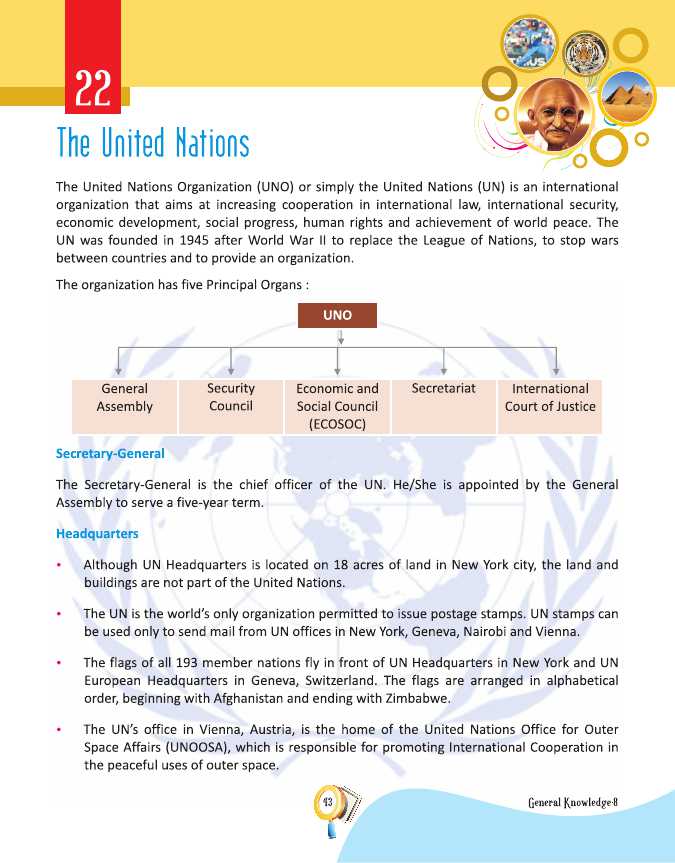 22
The United Nations
The United Nations Organization (UNO) or simply the United Nations (UN) is an international
organization that aims at increasing cooperation in international law, international security,
economic development, social progress, human rights and achievement of world peace. The
UN was founded in 1945 after World War II to replace the League of Nations, to stop wars
between countries and to provide an organization.
The organization has five Principal Organs :
UNO
General
Assembly
Security
Council
Economic and
Social Council
(ECOSOC)
Secretariat
International
Court of Justice
Secretary-General
The Secretary-General is the chief officer of the UN. He/She is appointed by the General
Assembly to serve a five-year term.
Headquarters
• Although UN Headquarters is located on 18 acres of land in New York city, the land and
buildings are not part of the United Nations.
• The UN is the world's only organization permitted to issue postage stamps. UN stamps can
be used only to send mail from UN offices in New York, Geneva, Nairobi and Vienna.
• The flags of all 193 member nations fly in front of UN Headquarters in New York and UN
European Headquarters in Geneva, Switzerland. The flags are arranged in alphabetical
order, beginning with Afghanistan and ending with Zimbabwe.
• The UN's office in Vienna, Austria, is the home of the United Nations Office for Outer
Space Affairs (UNOOSA), which is responsible for promoting International Cooperation in
the peaceful uses of outer space.
43
General Knowledge-8